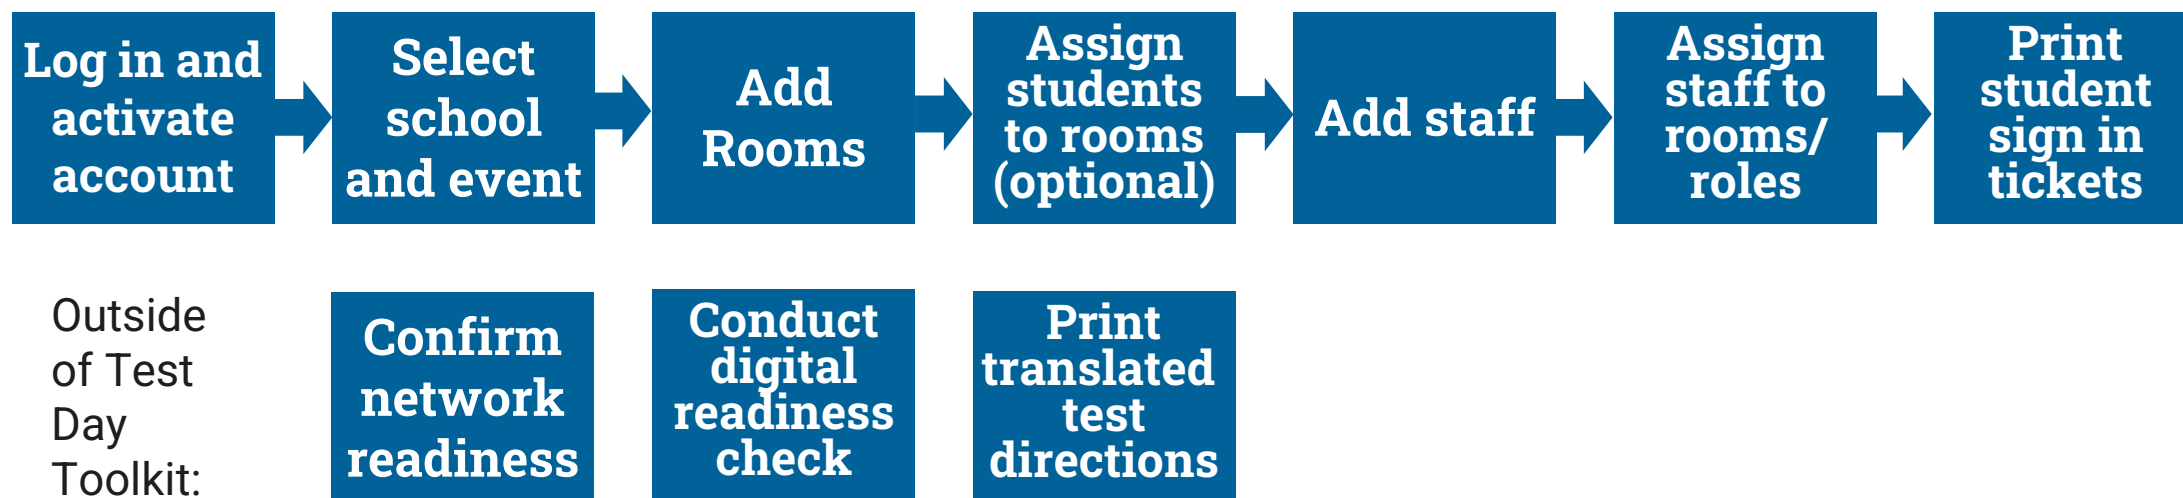 Log in and
activate
account
Select
school
and event
Add
Rooms
Assign
students
to rooms
(optional)
Add staff
Assign
staff to
rooms/
roles
Print
student
sign in
tickets
Outside
of Test
Day
Toolkit:
Confirm
network
readiness
Conduct
digital
readiness
check
Print
translated
test
directions